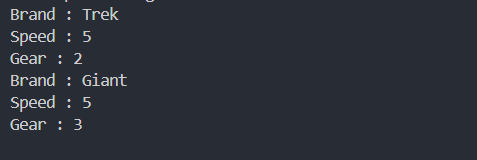 Brand : Trek
Speed : 5
Gear : 2
Brand : Giant
Speed : 5
Gear : 3